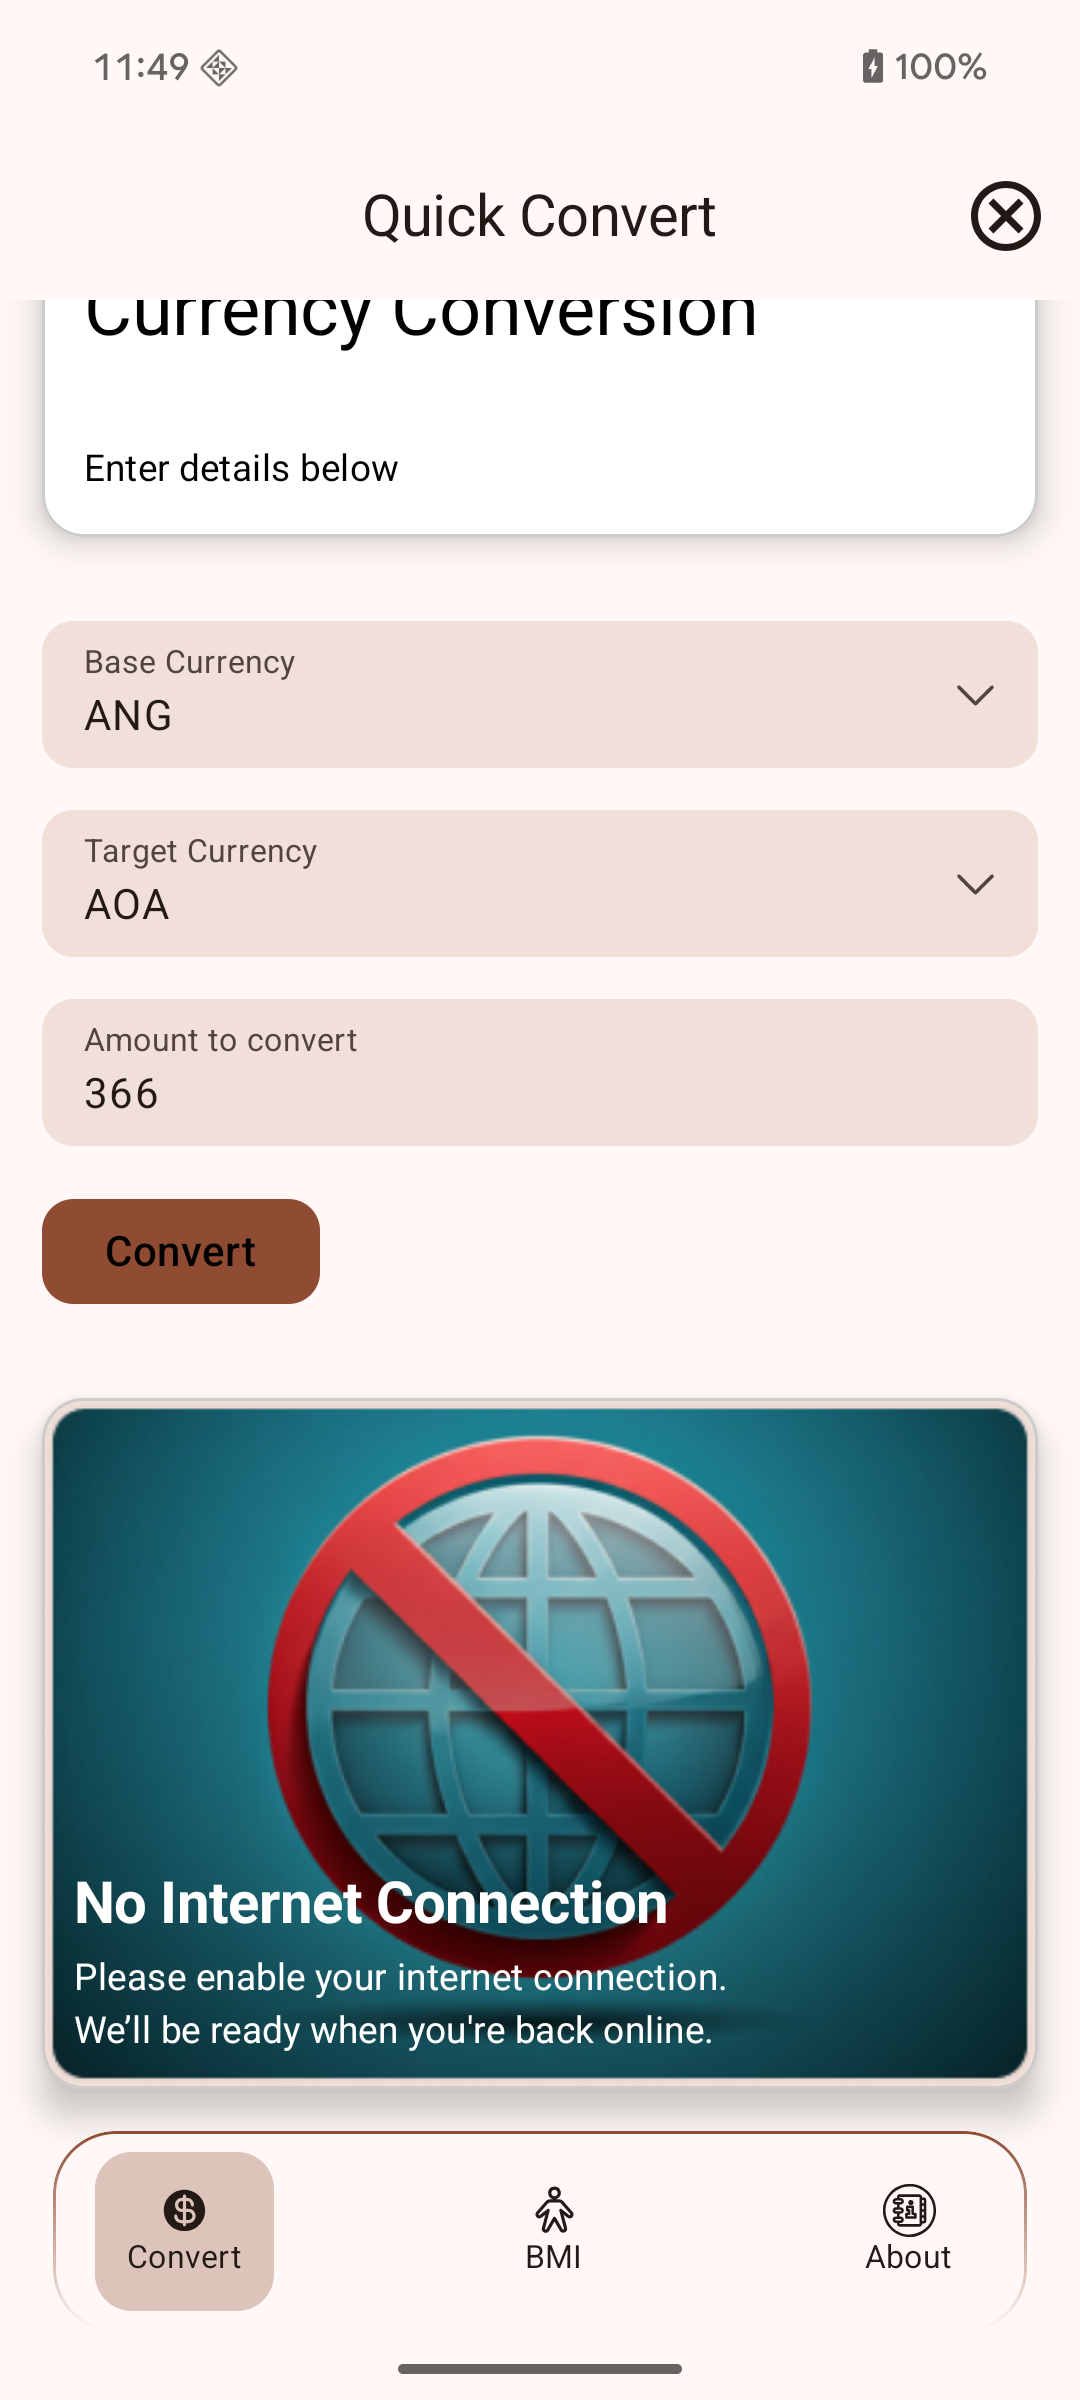 11:49
100%
Quick Convert
Currency Conversion
Enter details below
Base Currency
ANG
Target Currency
AOA
Amount to convert
366
Convert
No Internet Connection
Please enable your internet connection.
We’ll be ready when you're back online.
Convert
BMI
About